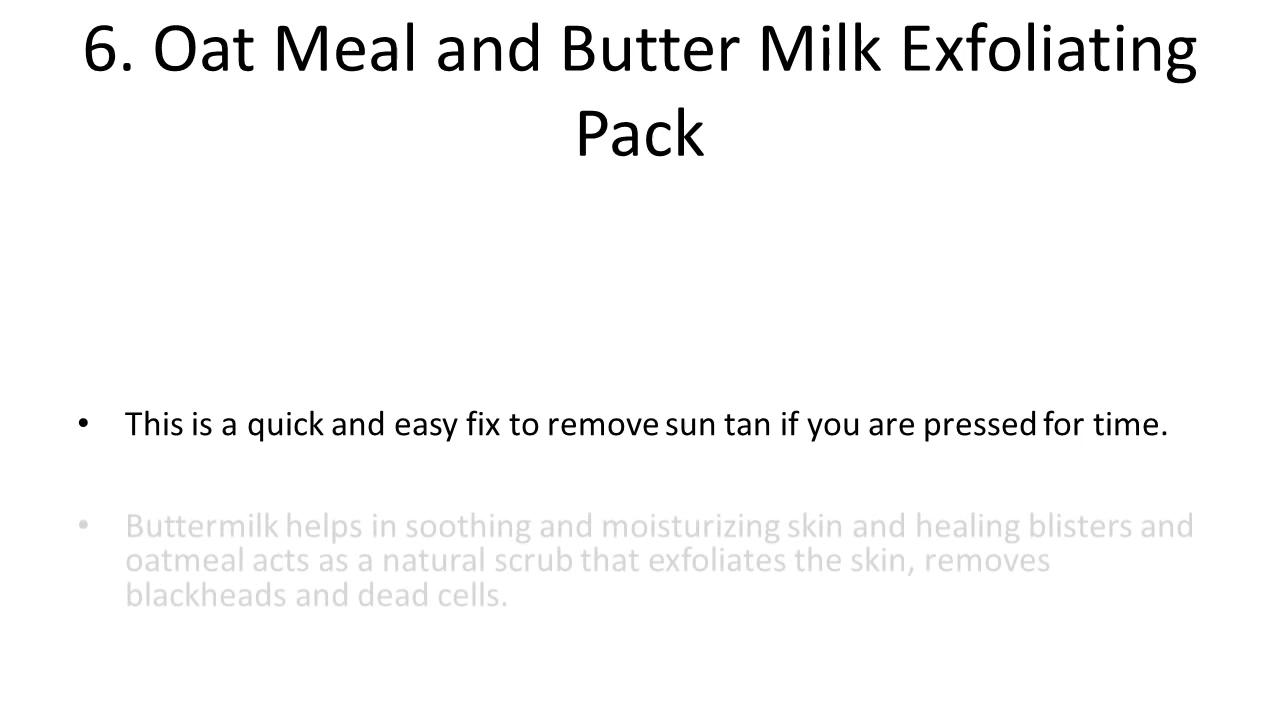 6. Oat Meal and Butter Milk Exfoliating
Pack
• This is a quick and easy fix to remove sun tan if you are pressed for time.
• Buttermilk helps in soothing and moisturizing skin and healing blisters and
oatmeal acts as a natural scrub that exfoliates the skin, removes
blackheads and dead cells.